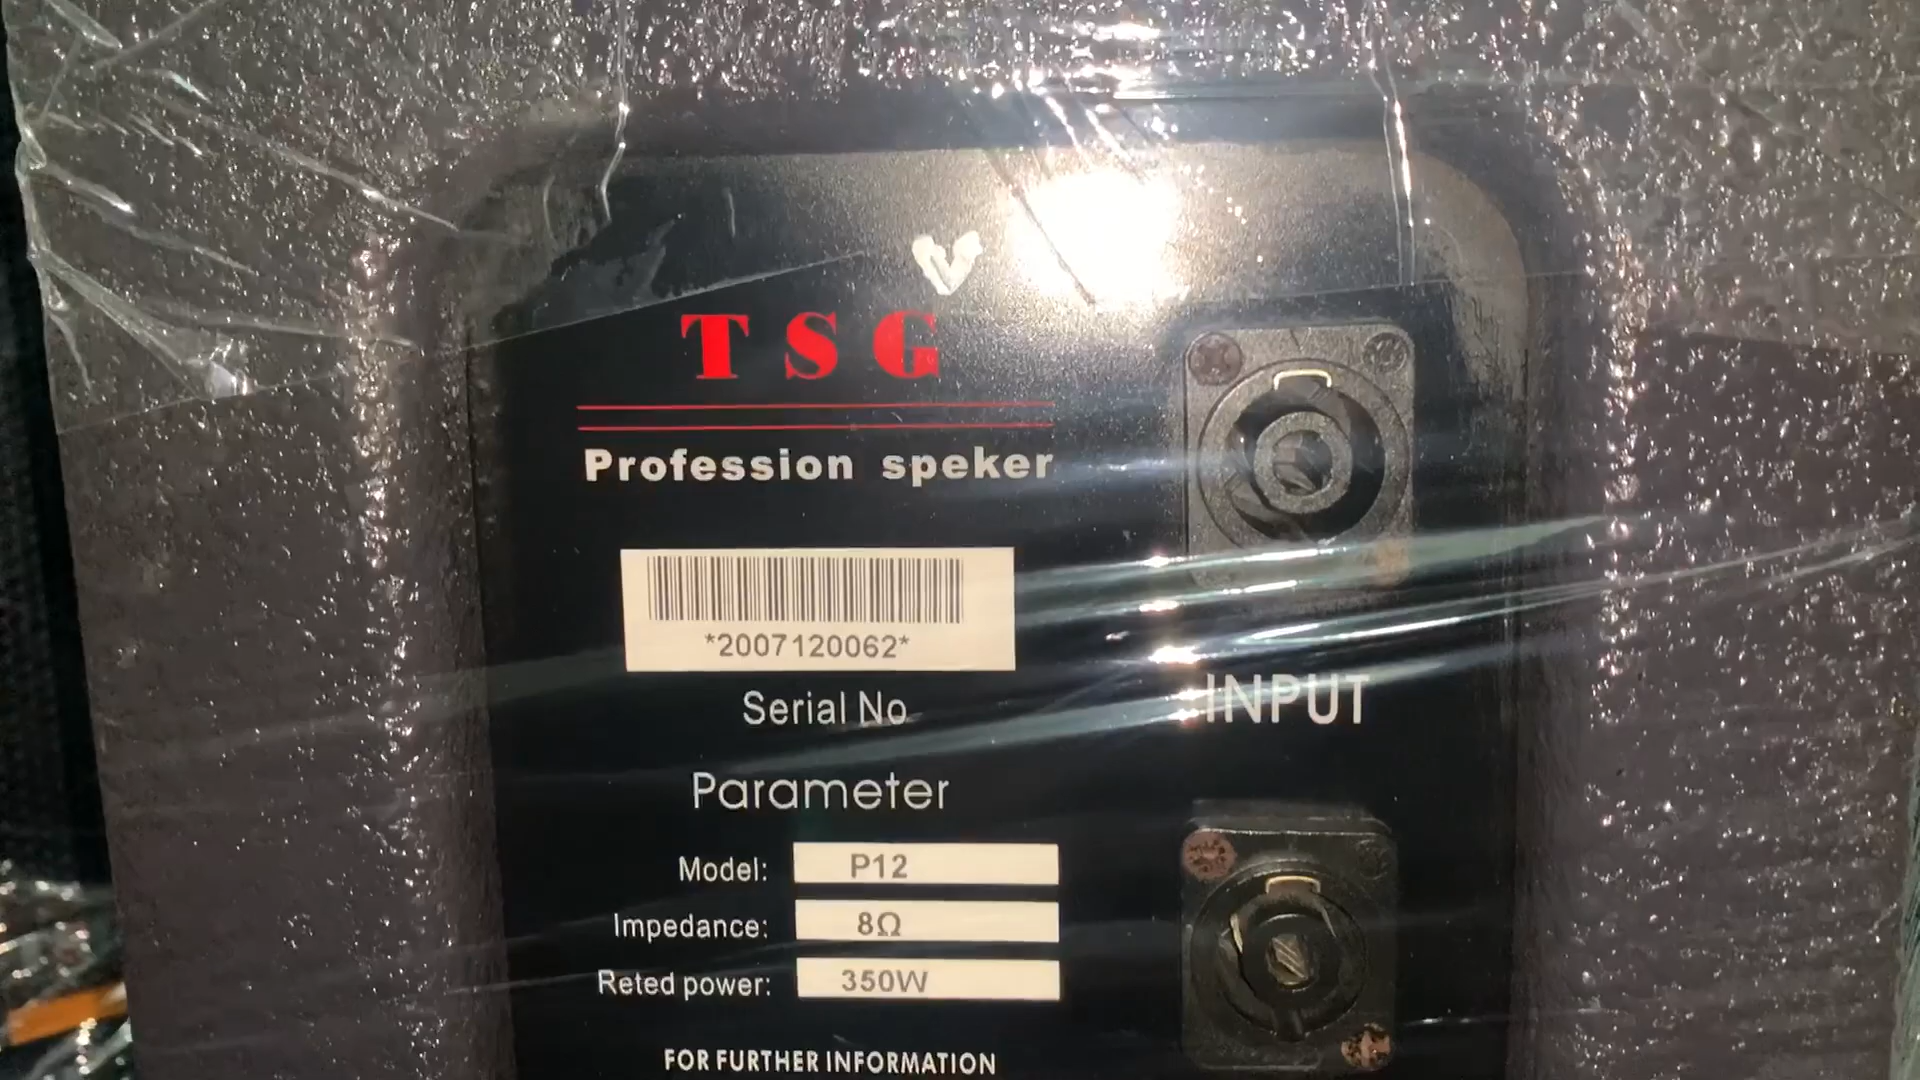 TSG
Profession speker
*2007120062*
Serial No
INPUT
Parameter
Model: P12
Impedance: 8Ω
Reted power: 350W
FOR FURTHER INFORMATION